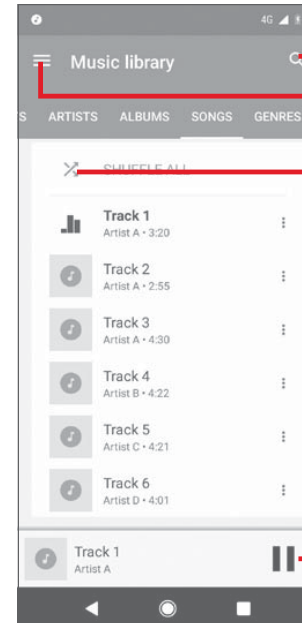 4G
Music library
S ARTISTS ALBUMS SONGS GENRES
SHUFFLE ALL
Track 1
Artist A • 3:20
Track 2
Artist A • 2:55
Track 3
Artist A • 4:30
Track 4
Artist B • 4:22
Track 5
Artist C • 4:21
Track 6
Artist D • 4:01
Track 1
Artist A